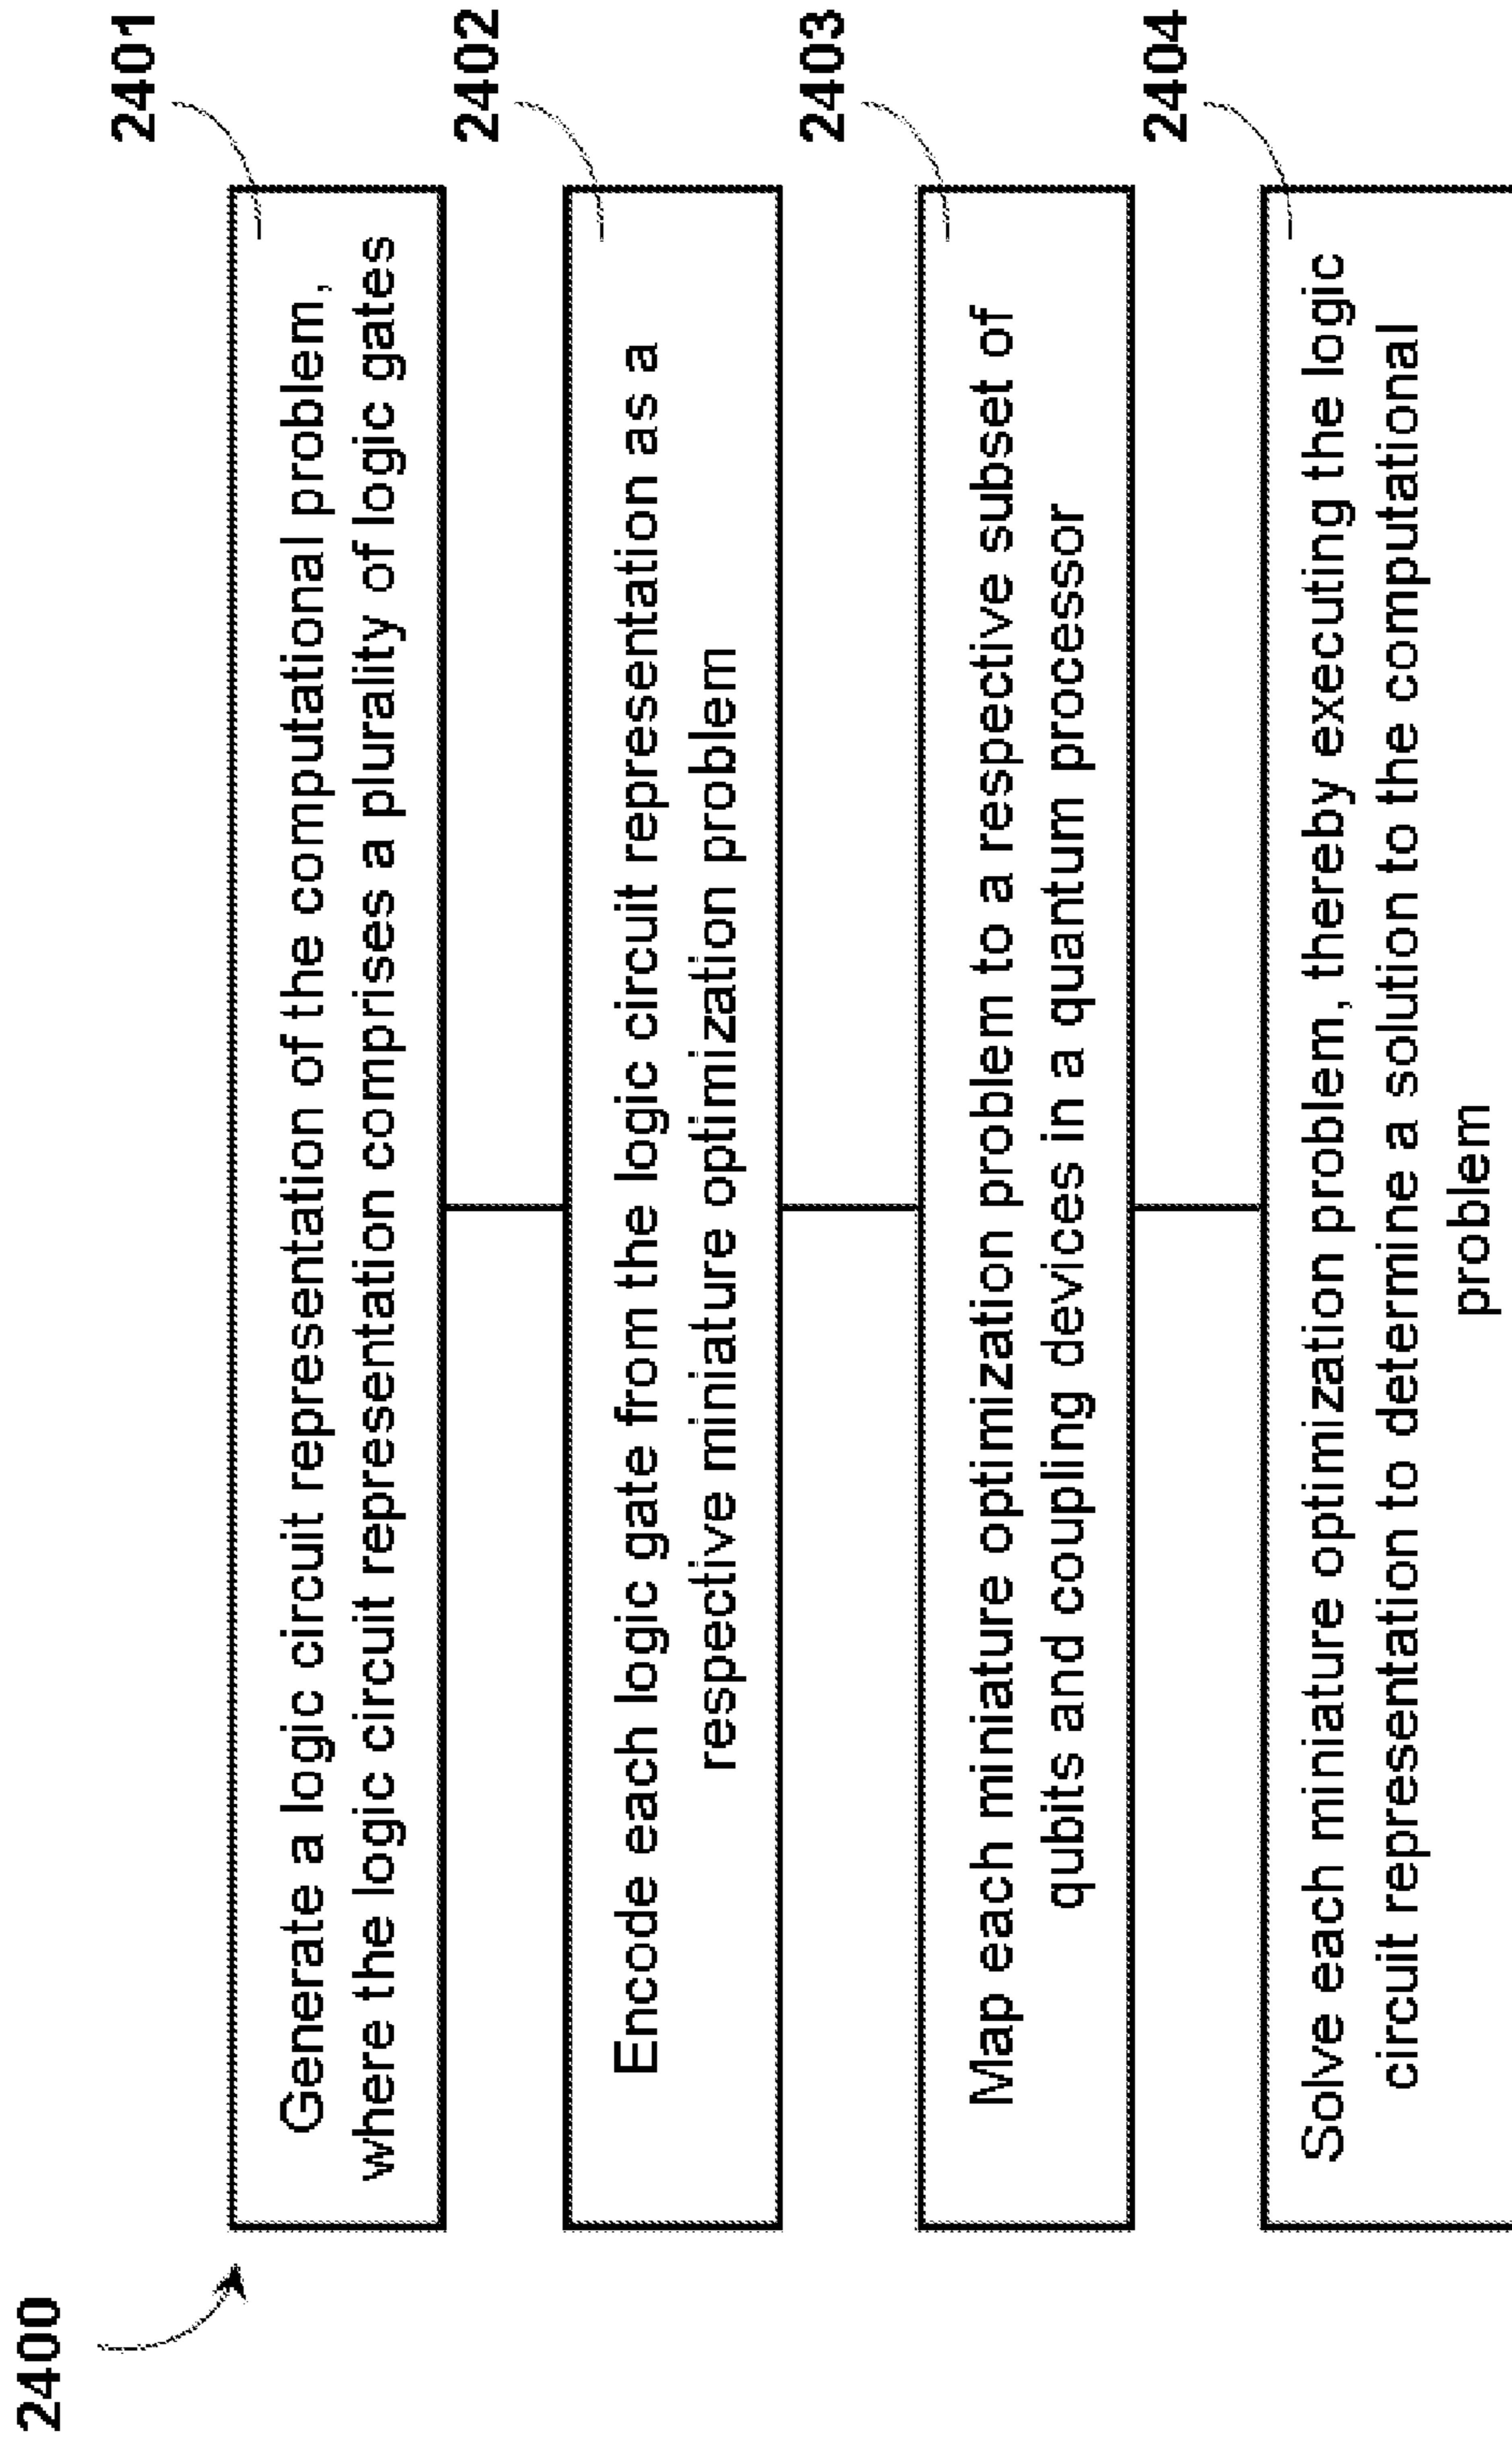 2400
2401
Generate a logic circuit representation of the computational problem,
where the logic circuit representation comprises a plurality of logic gates
2402
Encode each logic gate from the logic circuit representation as a
respective miniature optimization problem
2403
Map each miniature optimization problem to a respective subset of
qubits and coupling devices in a quantum processor
2404
Solve each miniature optimization problem, thereby executing the logic
circuit representation to determine a solution to the computational
problem